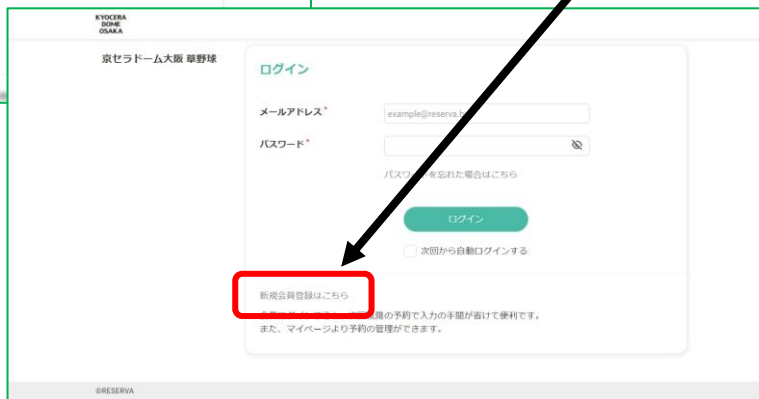 KYOCERA
DOME
OSAKA
京セラドーム大阪 草野球
ログイン
メールアドレス*
example@reserva.b
パスワード*
パスワードを忘れた場合はこちら
ログイン
次回から自動ログインする
新規会員登録はこちら
の予約で入力の手間が省けて便利です。
また、マイページより予約の管理ができます。
©RESERVA